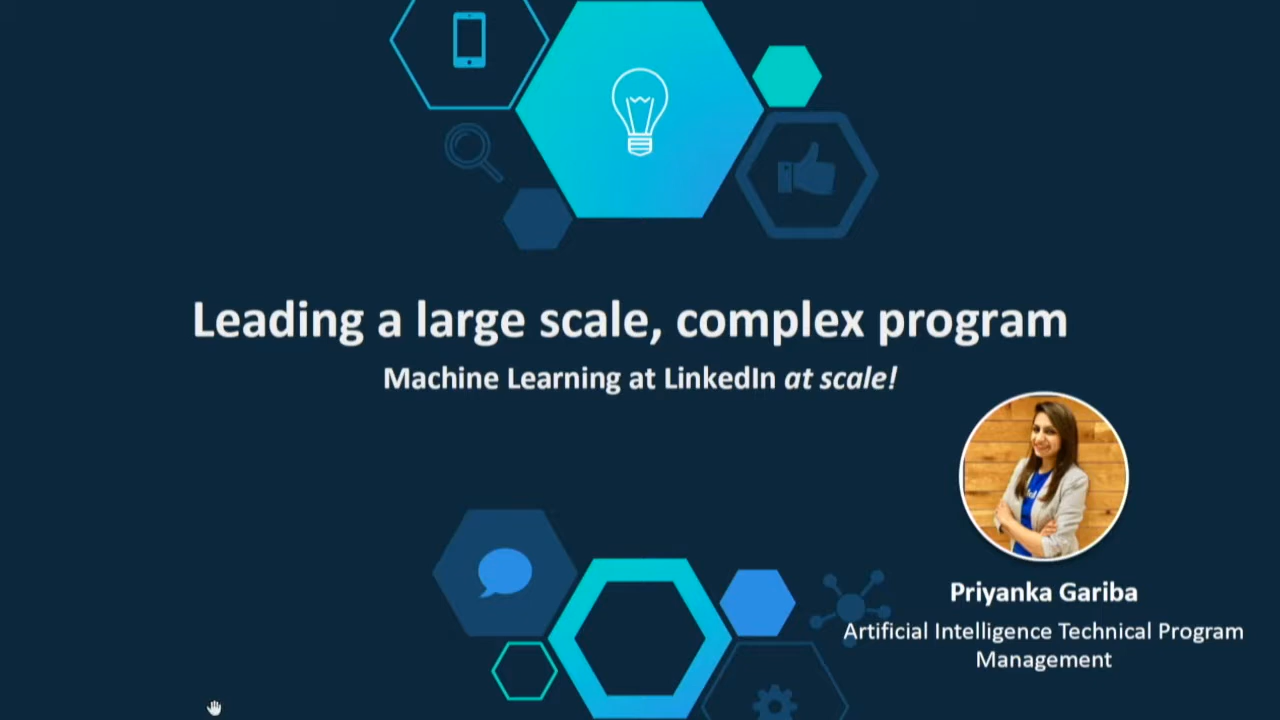 Leading a large scale, complex program
Machine Learning at LinkedIn at scale!
Priyanka Gariba
Artificial Intelligence Technical Program
Management